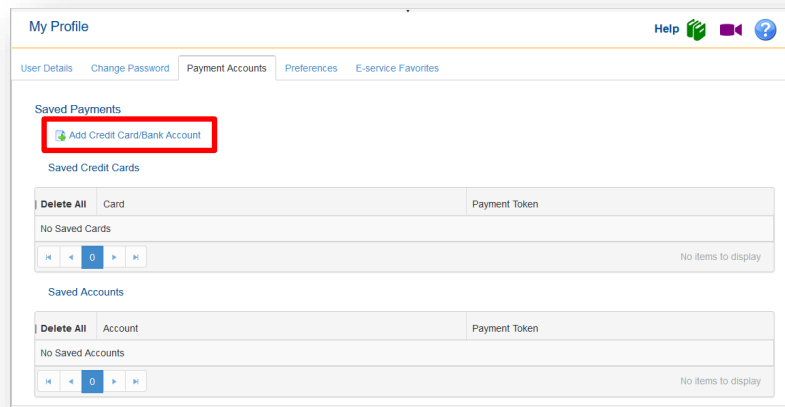 My Profile
Help
User Details Change Password Payment Accounts Preferences E-service Favorites
Saved Payments
Add Credit Card/Bank Account
Saved Credit Cards
Delete All Card Payment Token
No Saved Cards
0 No items to display
Saved Accounts
Delete All Account Payment Token
No Saved Accounts
0 No items to display